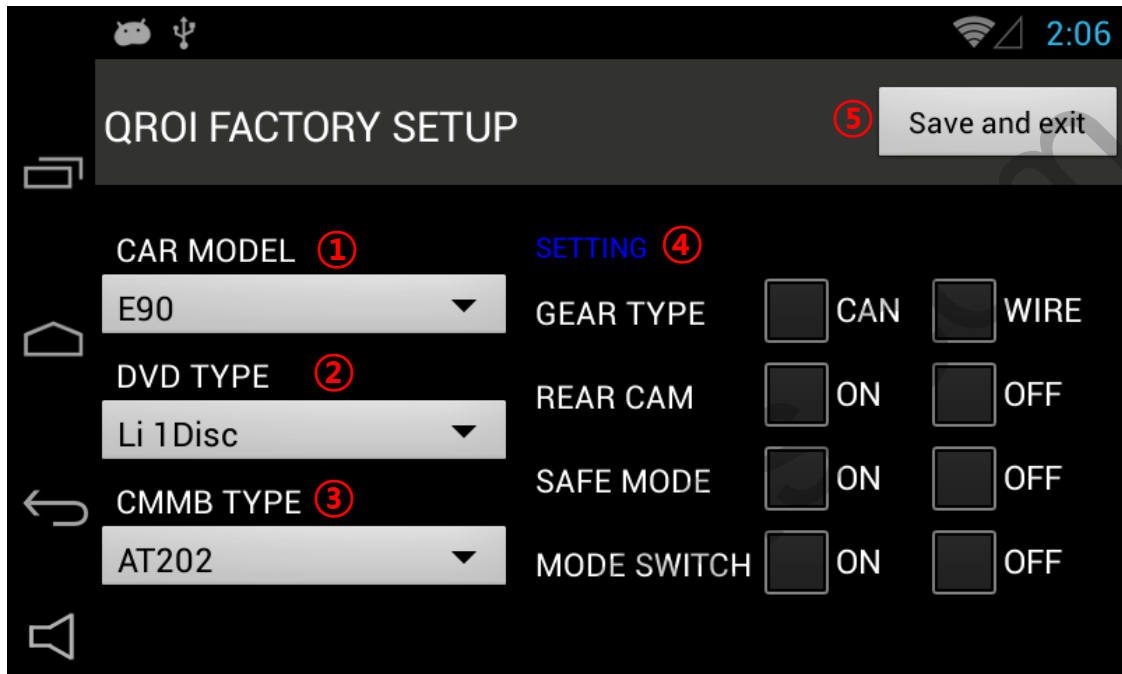 2:06
QROI FACTORY SETUP
⑤ Save and exit
CAR MODEL ①
E90
DVD TYPE ②
Li 1Disc
CMMB TYPE ③
AT202
SETTING ④
GEAR TYPE CAN WIRE
REAR CAM ON OFF
SAFE MODE ON OFF
MODE SWITCH ON OFF